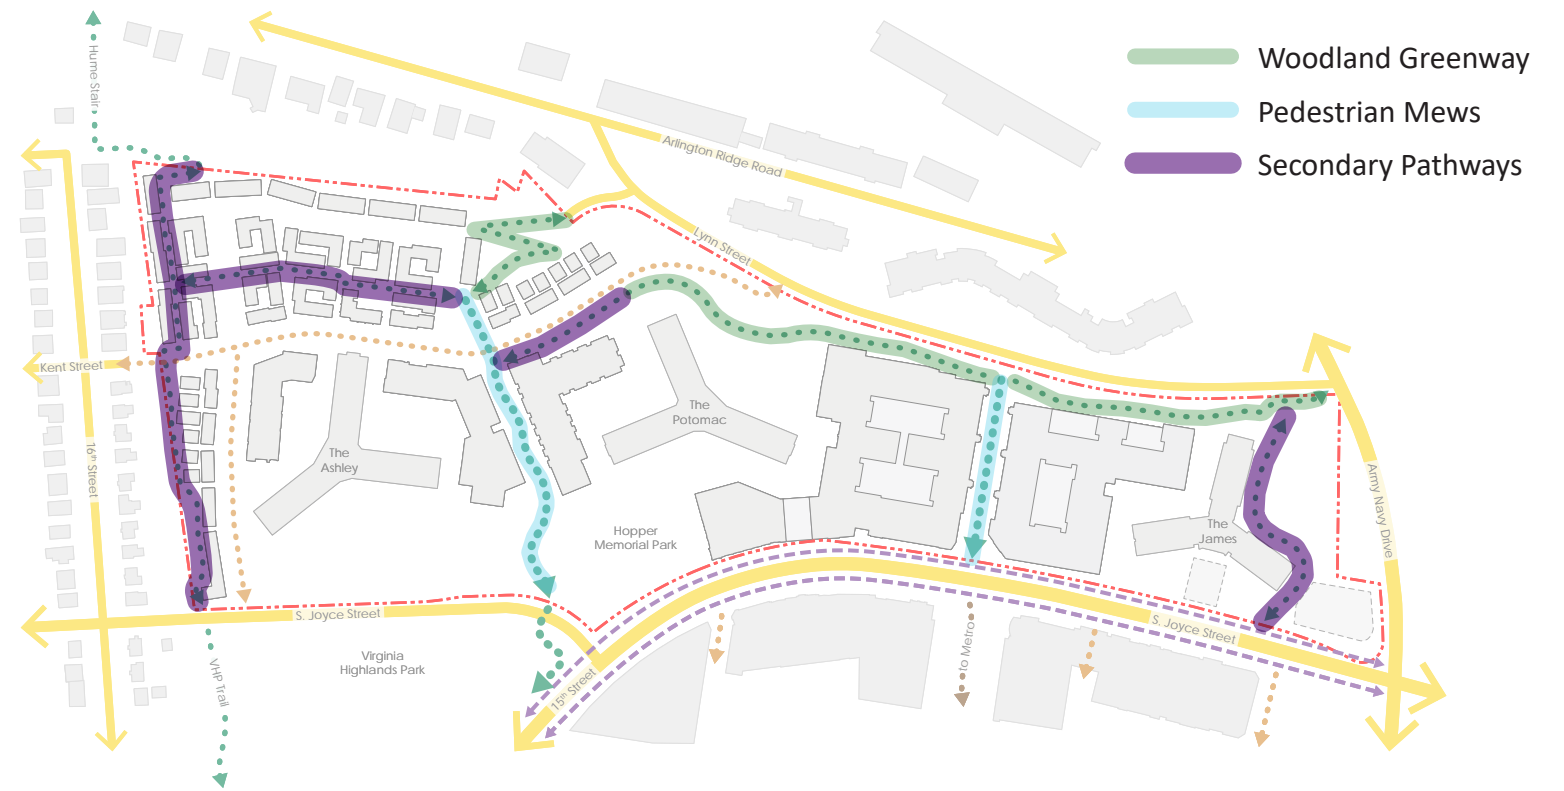 Woodland Greenway
Pedestrian Mews
Secondary Pathways
Hume Stair
Arlington Ridge Road
Lynn Street
Kent Street
16th Street
The
Ashley
The
Potomac
Hopper
Memorial Park
The
James
Army Navy Drive
S. Joyce Street
S. Joyce Street
Virginia
Highlands Park
VHP Trail
15th Street
to Metro